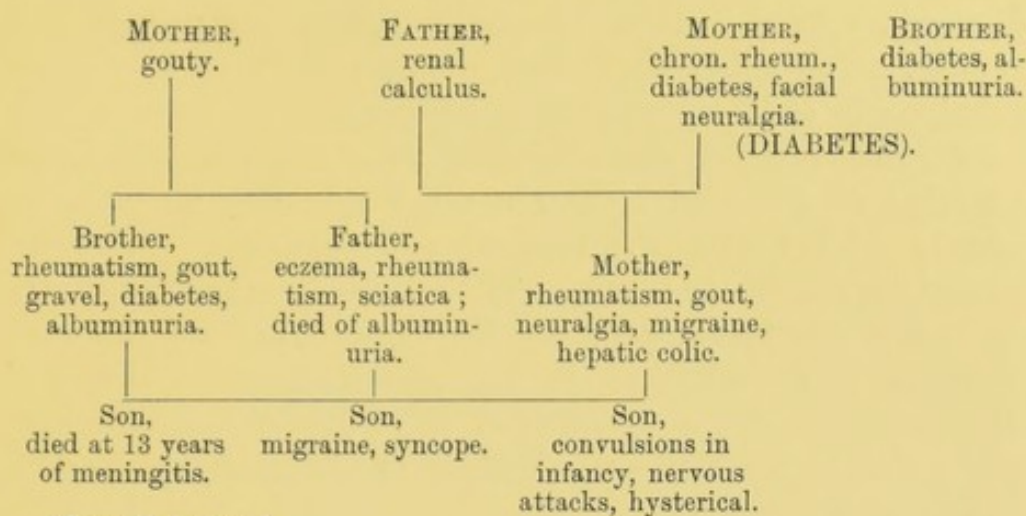 MOTHER,
gouty.
FATHER,
renal
calculus.
MOTHER,
chron. rheum.,
diabetes, facial
neuralgia.
(DIABETES).
BROTHER,
diabetes, al-
buminuria.
Brother,
rheumatism, gout,
gravel, diabetes,
albuminuria.
Father,
eczema, rheuma-
tism, sciatica ;
died of albumin-
uria.
Mother,
rheumatism. gout,
neuralgia, migraine,
hepatic colic.
Son,
died at 13 years
of meningitis.
Son,
migraine, syncope.
Son,
convulsions in
infancy, nervous
attacks, hysterical.